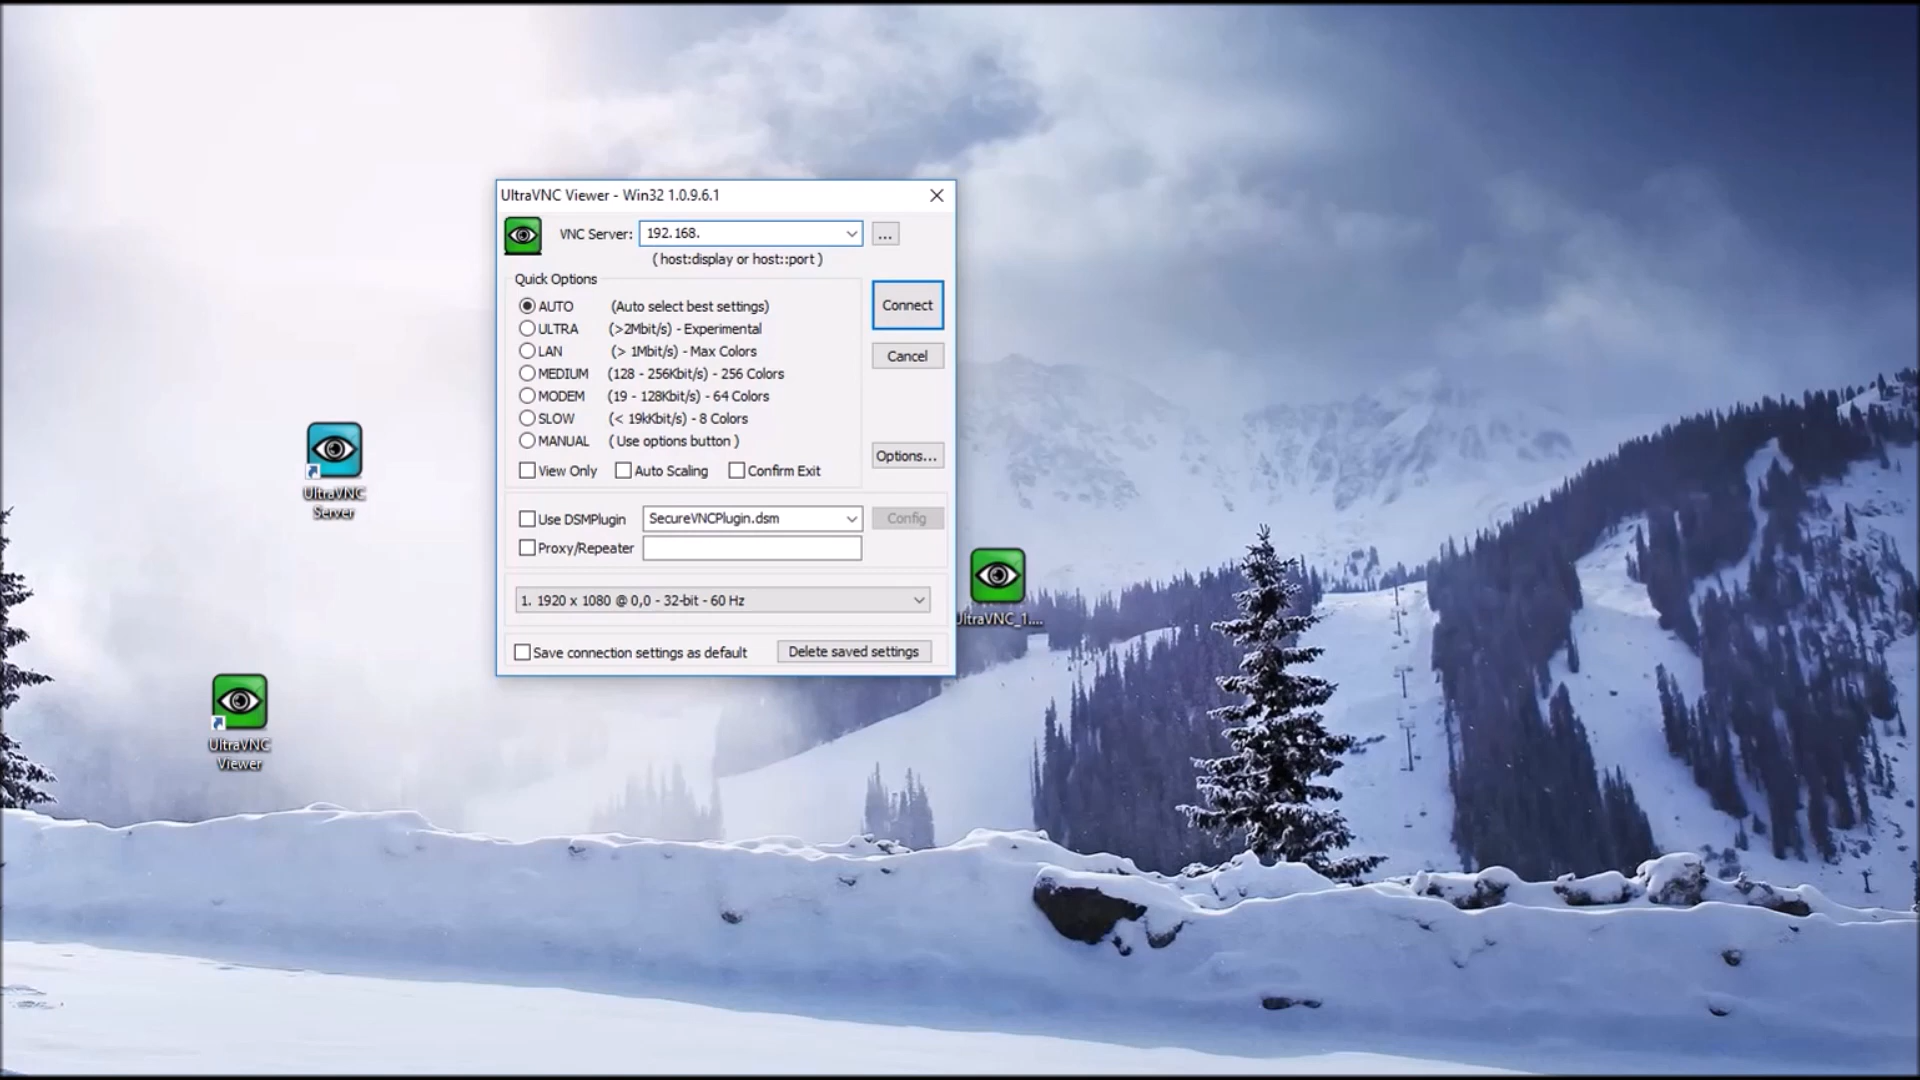 UltraVNC Viewer - Win32 1.0.9.6.1
VNC Server: 192.168. ...
( host:display or host::port )
Quick Options
AUTO (Auto select best settings)
ULTRA (>2Mbit/s) - Experimental
LAN (> 1Mbit/s) - Max Colors
MEDIUM (128 - 256Kbit/s) - 256 Colors
MODEM (19 - 128Kbit/s) - 64 Colors
SLOW (< 19kKbit/s) - 8 Colors
MANUAL ( Use options button )
View Only Auto Scaling Confirm Exit
Connect
Cancel
Options...
Use DSMPlugin SecureVNCPlugin.dsm Config
Proxy/Repeater
1. 1920 x 1080 @ 0,0 - 32-bit - 60 Hz
Save connection settings as default Delete saved settings
UltraVNC
Server
UltraVNC_1....
UltraVNC
Viewer